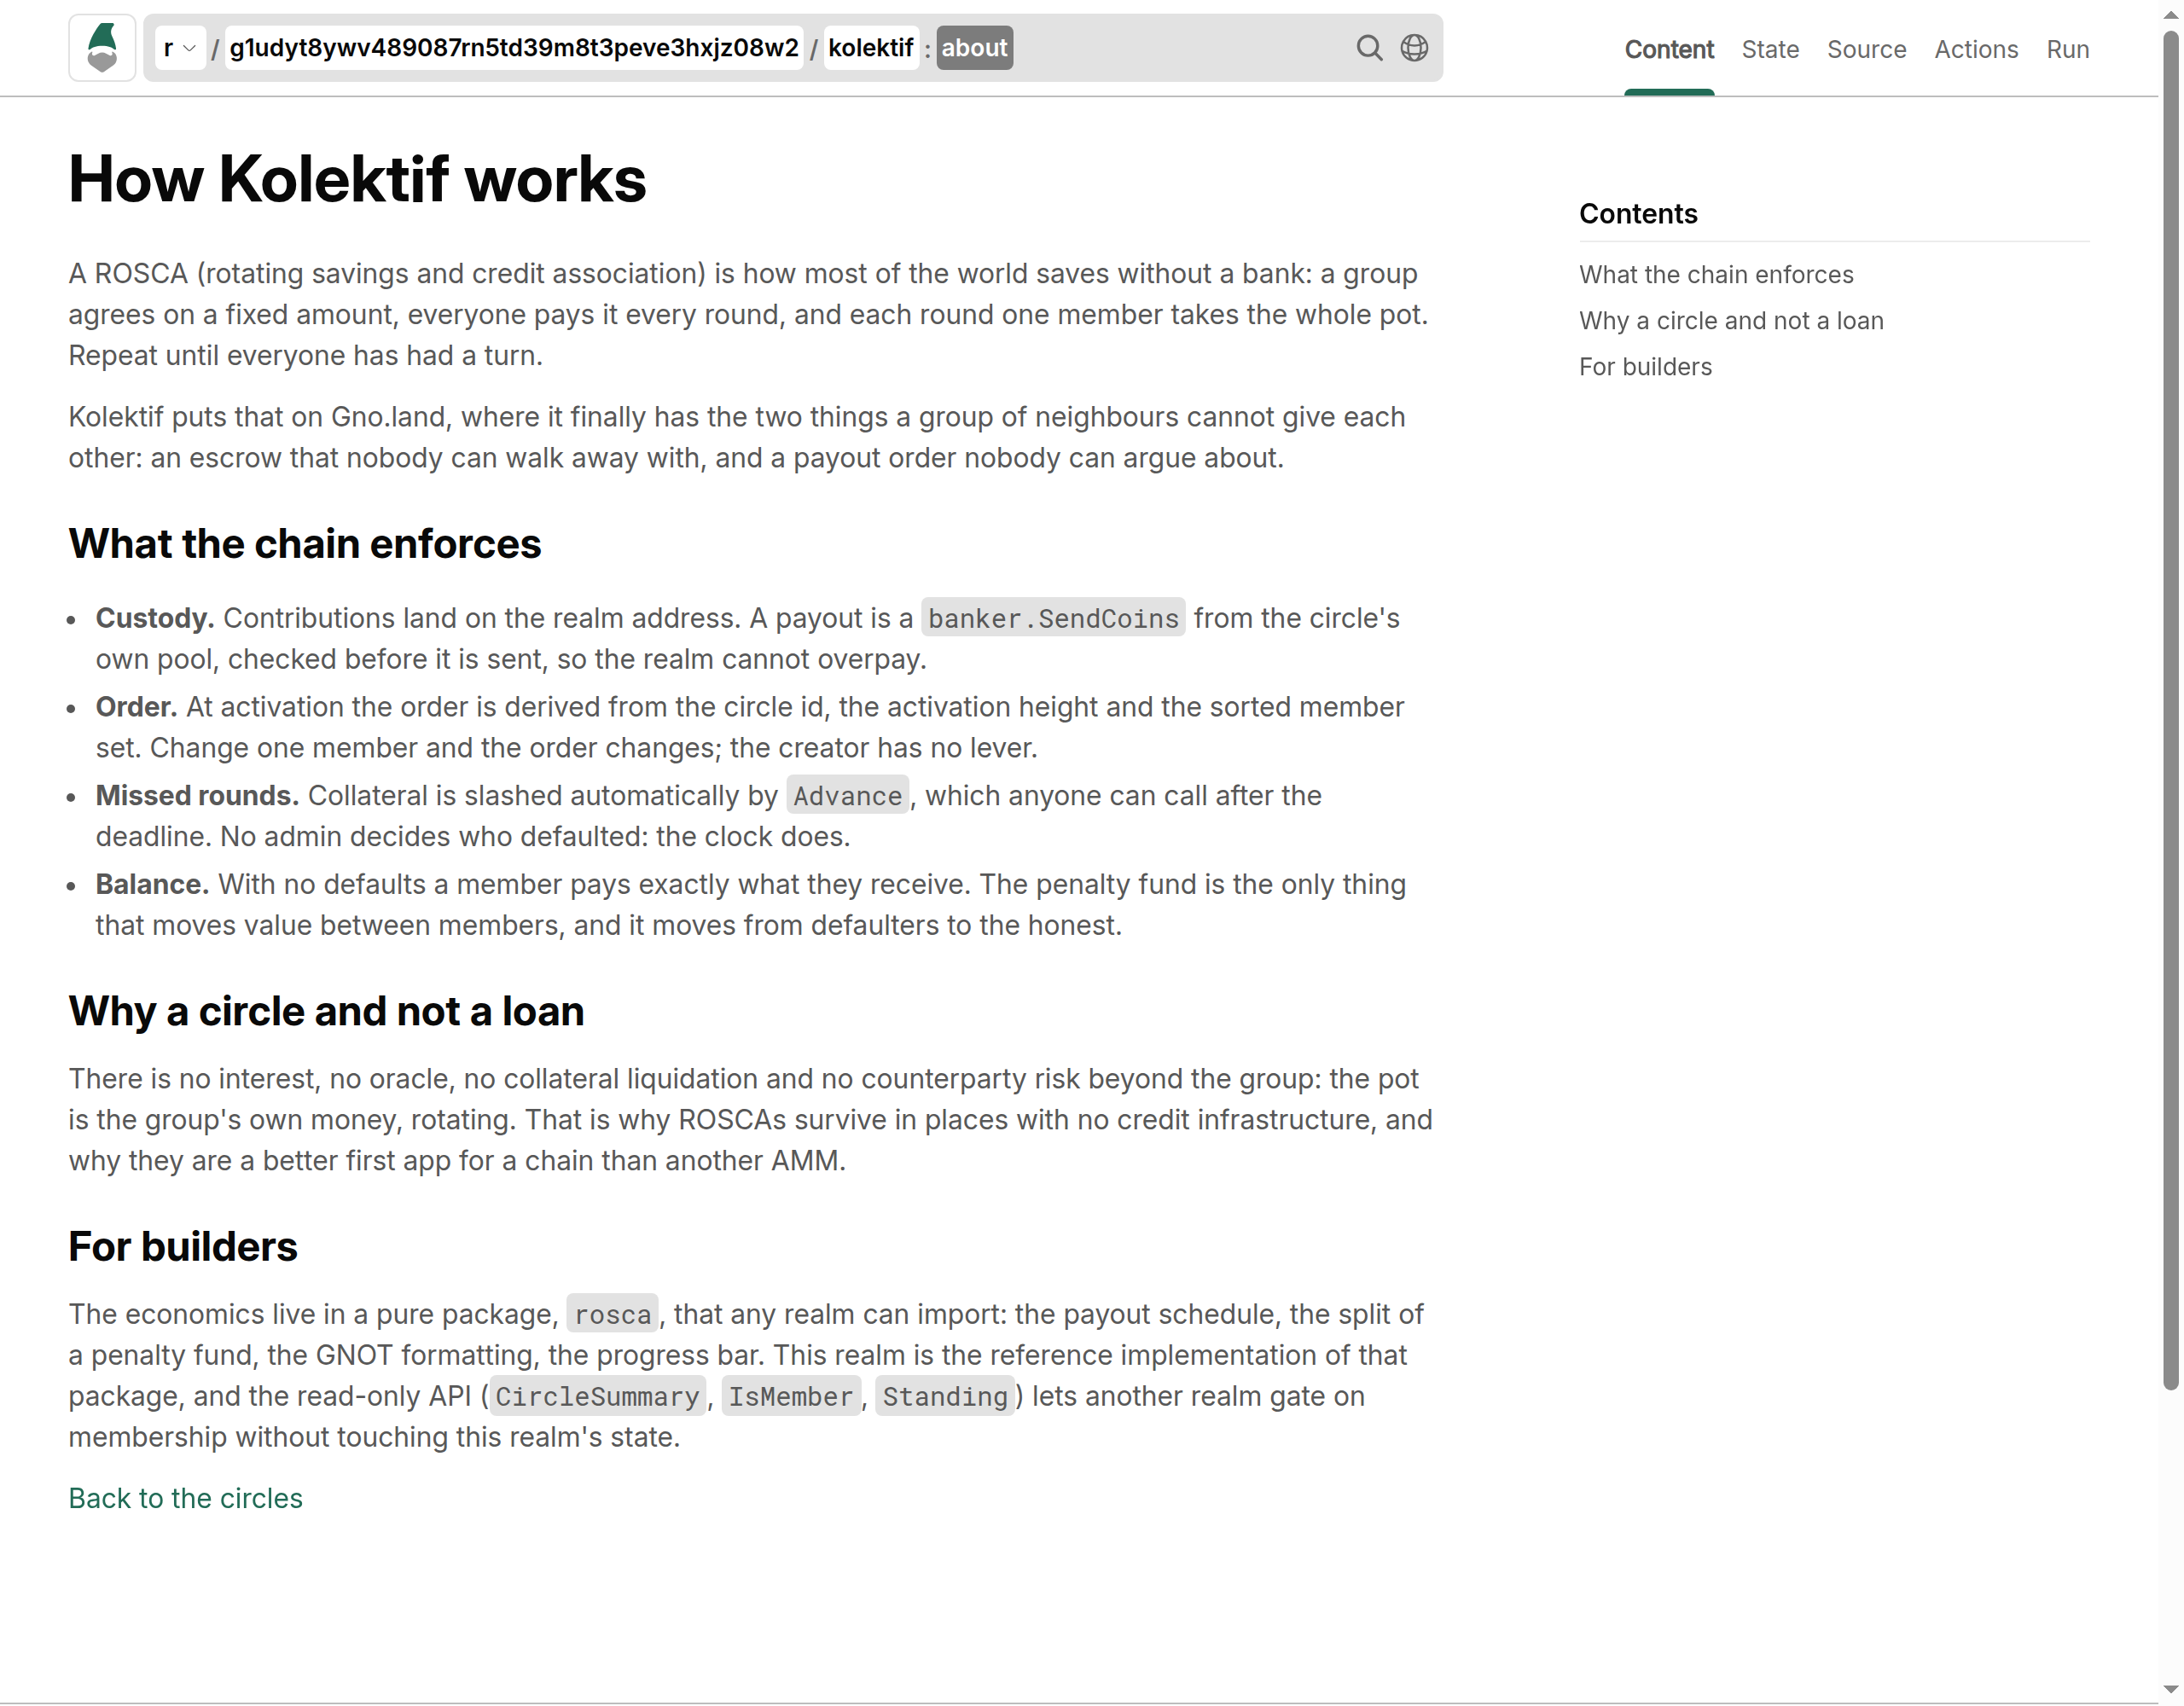 r / g1udyt8ywv489087rn5td39m8t3peve3hxjz08w2 / kolektif : about
Content State Source Actions Run
How Kolektif works
A ROSCA (rotating savings and credit association) is how most of the world saves without a bank: a group
agrees on a fixed amount, everyone pays it every round, and each round one member takes the whole pot.
Repeat until everyone has had a turn.
Kolektif puts that on Gno.land, where it finally has the two things a group of neighbours cannot give each
other: an escrow that nobody can walk away with, and a payout order nobody can argue about.
What the chain enforces
• Custody. Contributions land on the realm address. A payout is a banker.SendCoins from the circle's
own pool, checked before it is sent, so the realm cannot overpay.
• Order. At activation the order is derived from the circle id, the activation height and the sorted member
set. Change one member and the order changes; the creator has no lever.
• Missed rounds. Collateral is slashed automatically by Advance, which anyone can call after the
deadline. No admin decides who defaulted: the clock does.
• Balance. With no defaults a member pays exactly what they receive. The penalty fund is the only thing
that moves value between members, and it moves from defaulters to the honest.
Why a circle and not a loan
There is no interest, no oracle, no collateral liquidation and no counterparty risk beyond the group: the pot
is the group's own money, rotating. That is why ROSCAs survive in places with no credit infrastructure, and
why they are a better first app for a chain than another AMM.
For builders
The economics live in a pure package, rosca, that any realm can import: the payout schedule, the split of
a penalty fund, the GNOT formatting, the progress bar. This realm is the reference implementation of that
package, and the read-only API (CircleSummary, IsMember, Standing) lets another realm gate on
membership without touching this realm's state.
Back to the circles
Contents
What the chain enforces
Why a circle and not a loan
For builders